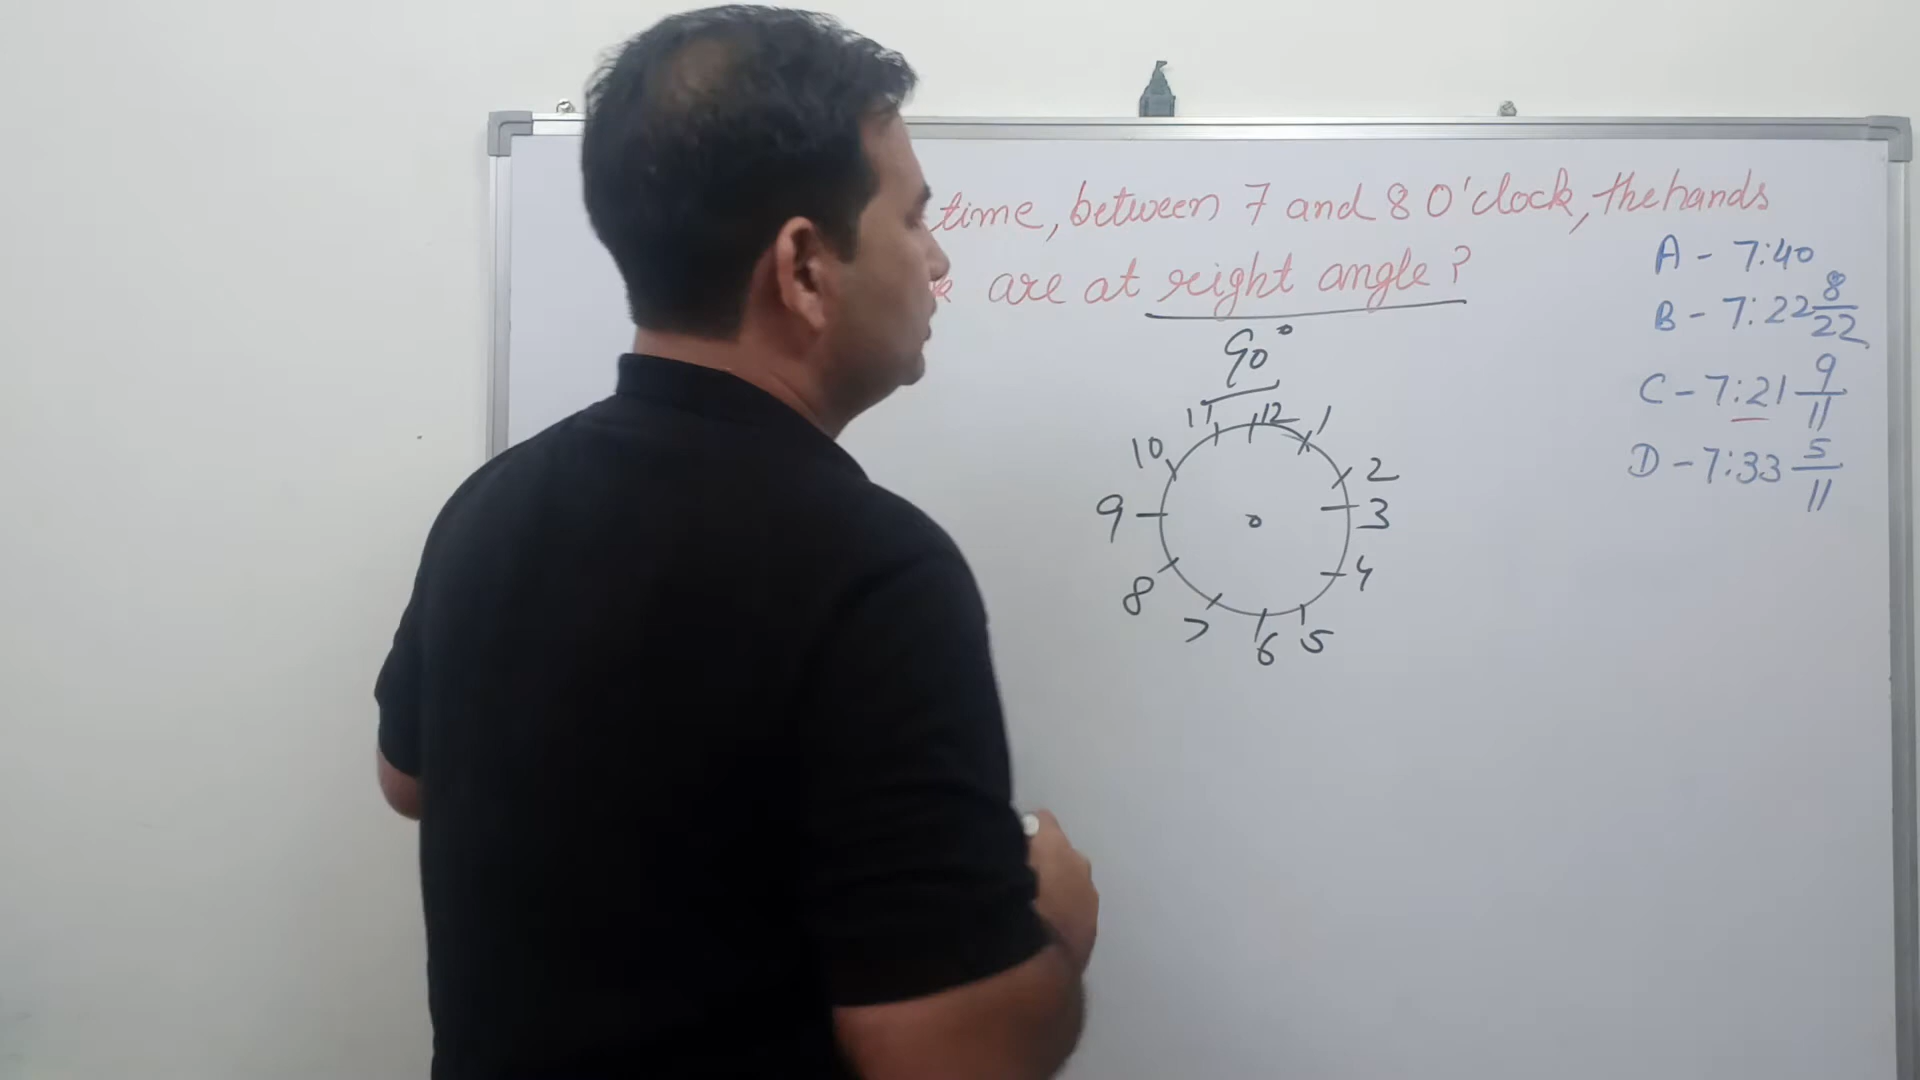 time, between 7 and 8 O'clock, the hands
are at right angle ?
90°
A - 7:40
B - 7:22 8/22
C - 7:21 9/11
D - 7:33 5/11
11 12 1
10 2
9 3
8 4
7 6 5